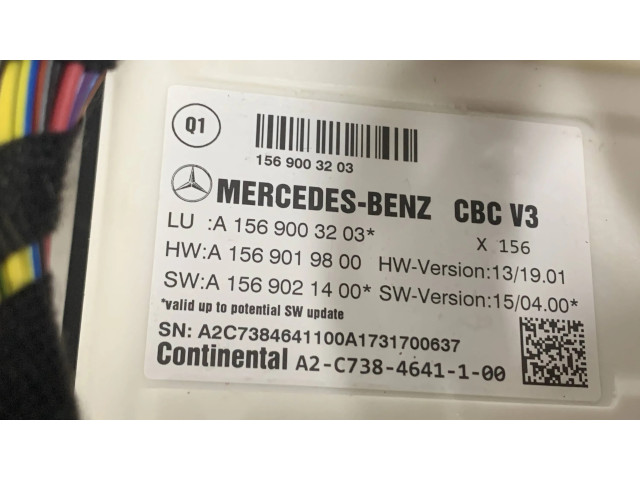 Q1
156 900 32 03
MERCEDES-BENZ CBC V3
LU :A 156 900 32 03*
X 156
HW:A 156 901 98 00 HW-Version:13/19.01
SW:A 156 902 14 00* SW-Version:15/04.00*
*valid up to potential SW update
SN: A2C7384641100A1731700637
Continental A2-C738-4641-1-00